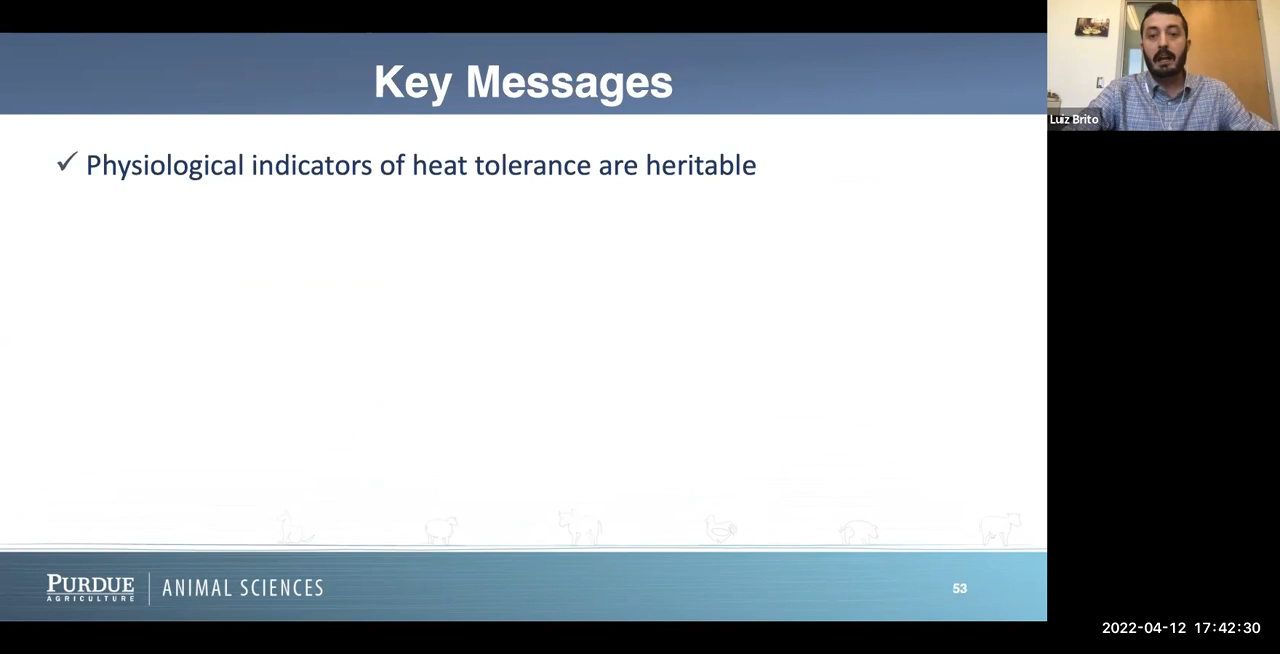 Key Messages
✓ Physiological indicators of heat tolerance are heritable
Luiz Brito
PURDUE
AGRICULTURE
ANIMAL SCIENCES
53
2022-04-12 17:42:30